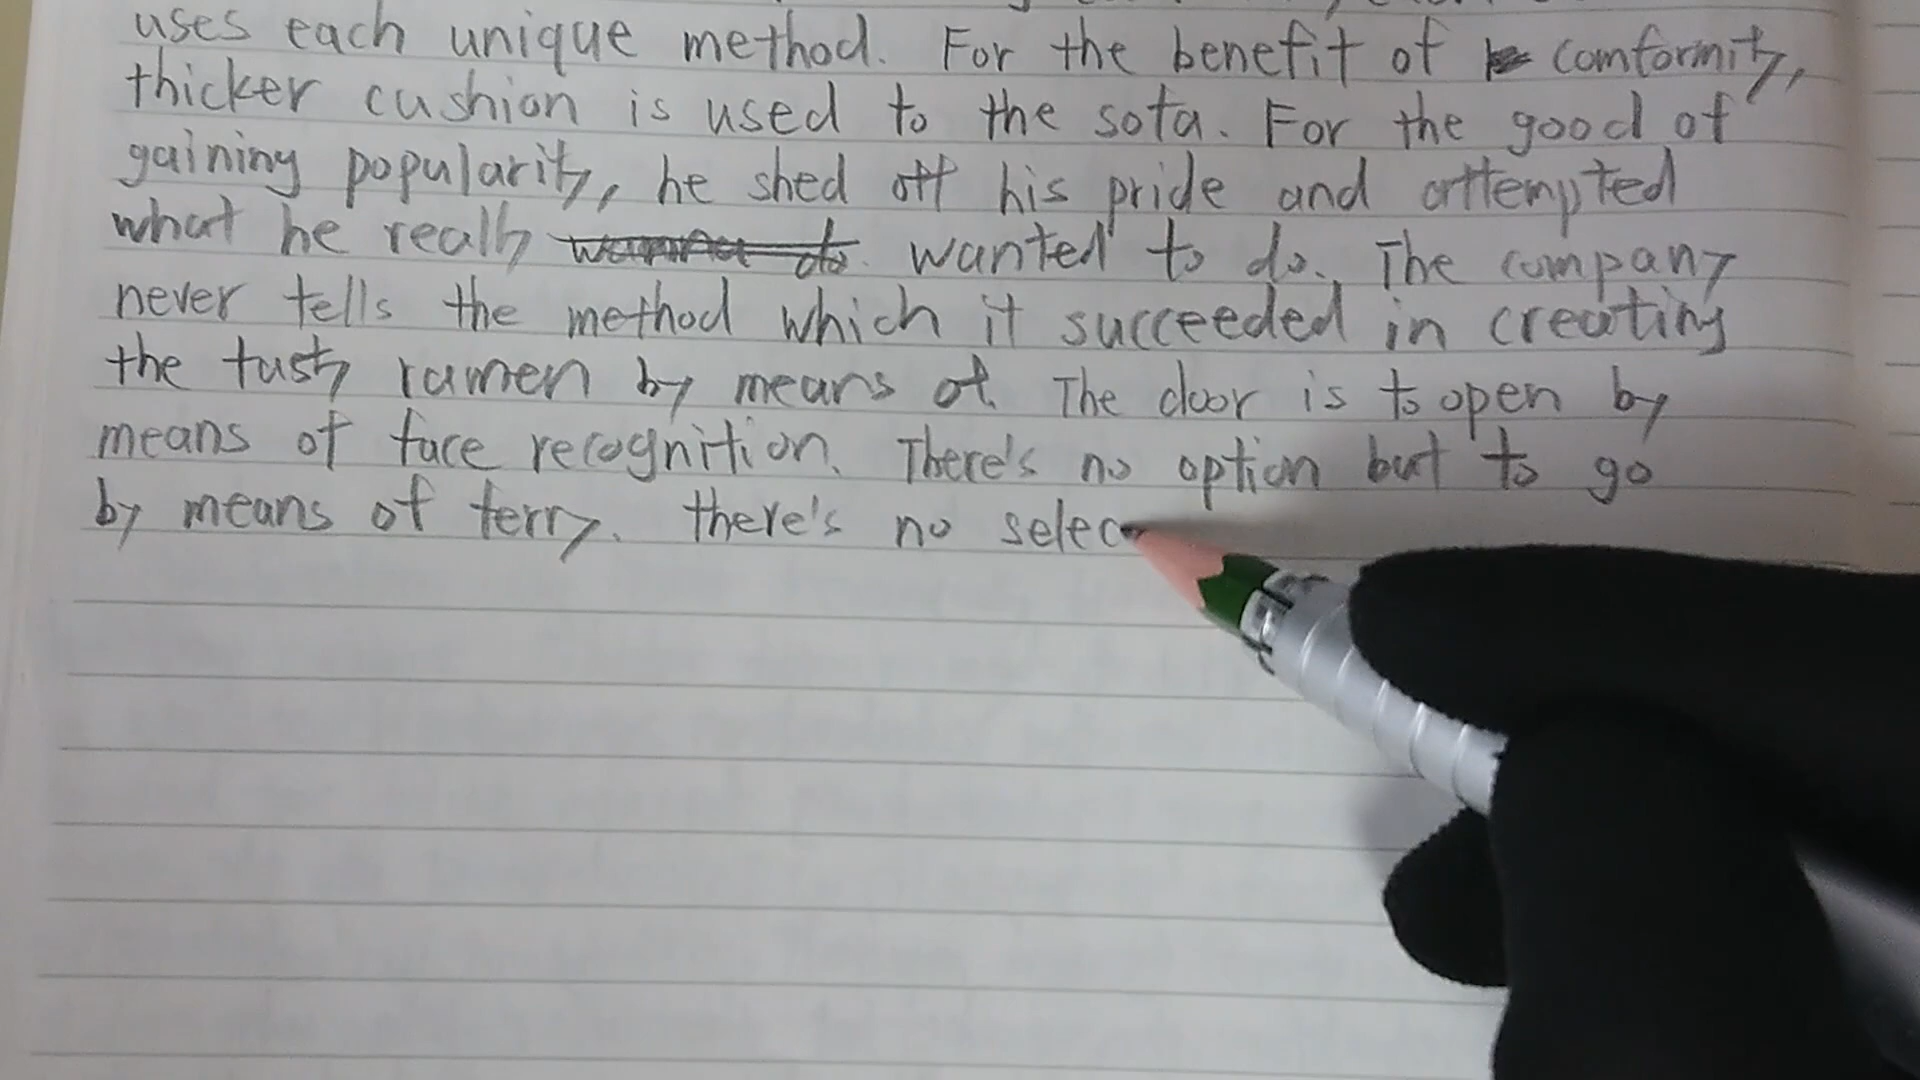 uses each unique method. For the benefit of comformity,
thicker cushion is used to the sofa. For the good of
gaining popularity, he shed off his pride and attempted
what he really wanna do wanted to do. The company
never tells the method which it succeeded in creating
the tasty ramen by means of. The door is to open by
means of face recognition. There's no option but to go
by means of ferry. There's no selec